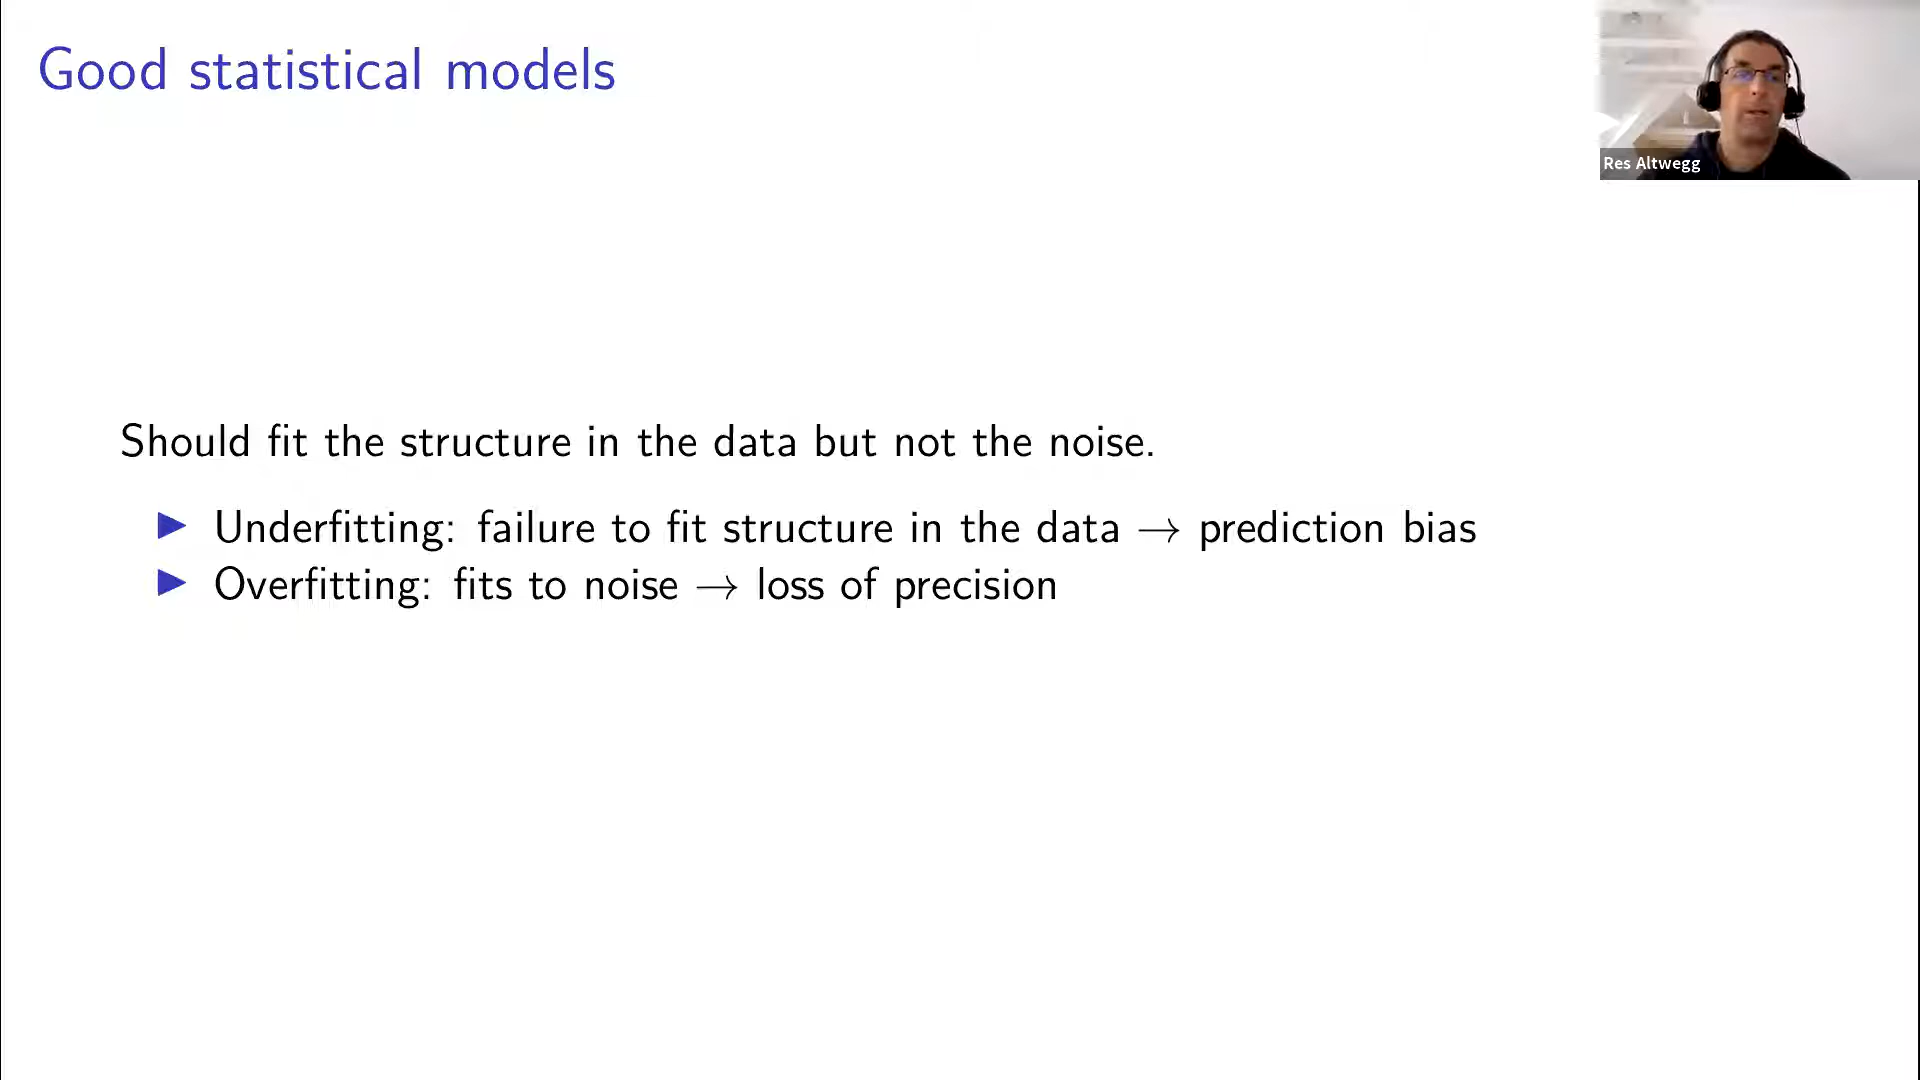 Good statistical models
Res Altwegg
Should fit the structure in the data but not the noise.
▶ Underfitting: failure to fit structure in the data → prediction bias
▶ Overfitting: fits to noise → loss of precision